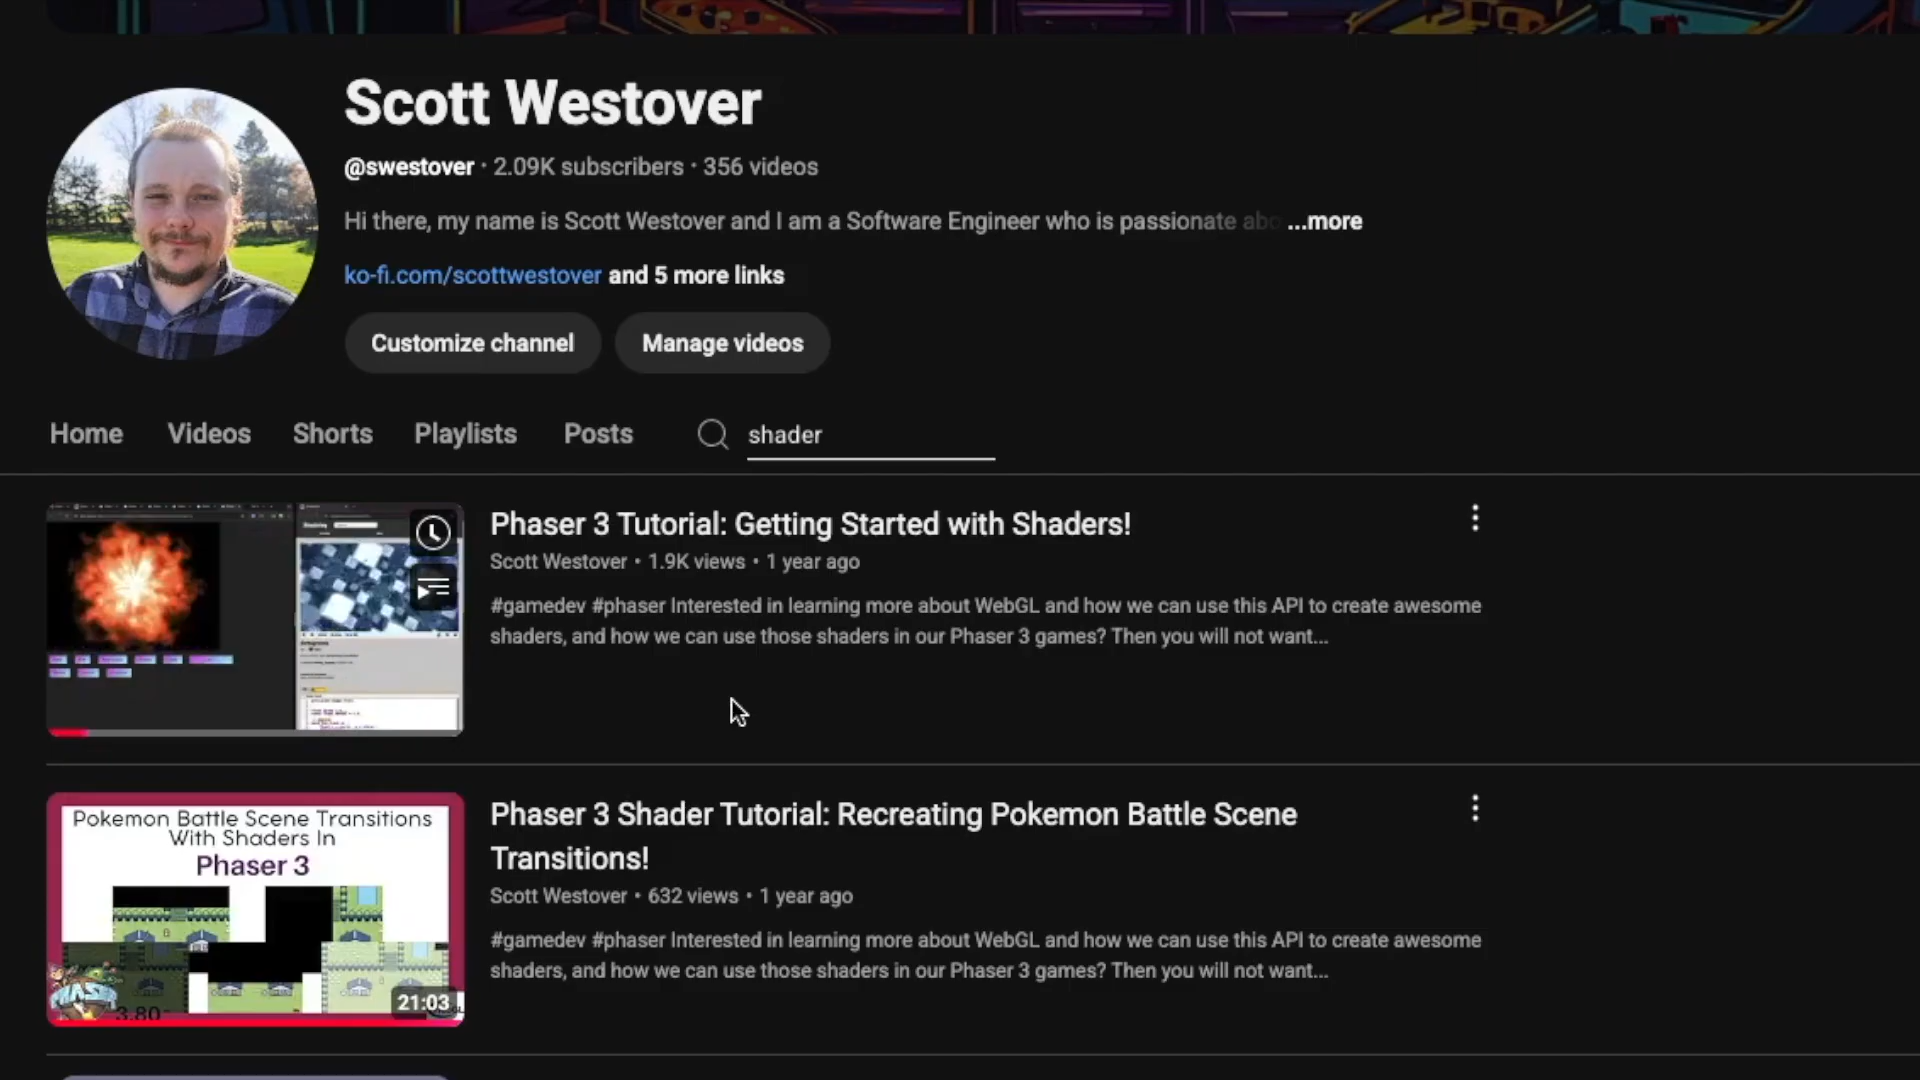 Scott Westover
@swestover · 2.09K subscribers · 356 videos
Hi there, my name is Scott Westover and I am a Software Engineer who is passionate abo ...more
ko-fi.com/scottwestover and 5 more links
Customize channel
Manage videos
Home
Videos
Shorts
Playlists
Posts
shader
Phaser 3 Tutorial: Getting Started with Shaders!
Scott Westover • 1.9K views • 1 year ago
#gamedev #phaser Interested in learning more about WebGL and how we can use this API to create awesome
shaders, and how we can use those shaders in our Phaser 3 games? Then you will not want...
Pokemon Battle Scene Transitions
With Shaders In
Phaser 3
3.80
21:03
Phaser 3 Shader Tutorial: Recreating Pokemon Battle Scene
Transitions!
Scott Westover • 632 views • 1 year ago
#gamedev #phaser Interested in learning more about WebGL and how we can use this API to create awesome
shaders, and how we can use those shaders in our Phaser 3 games? Then you will not want...